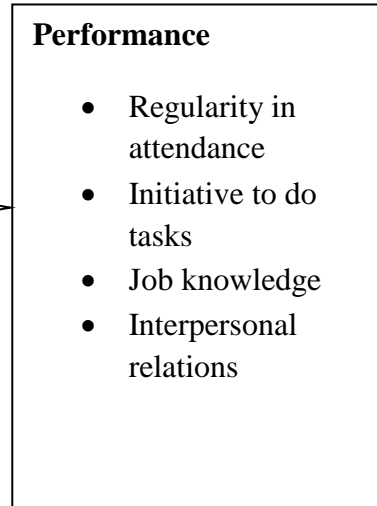 Performance
• Regularity in
attendance
• Initiative to do
tasks
• Job knowledge
• Interpersonal
relations